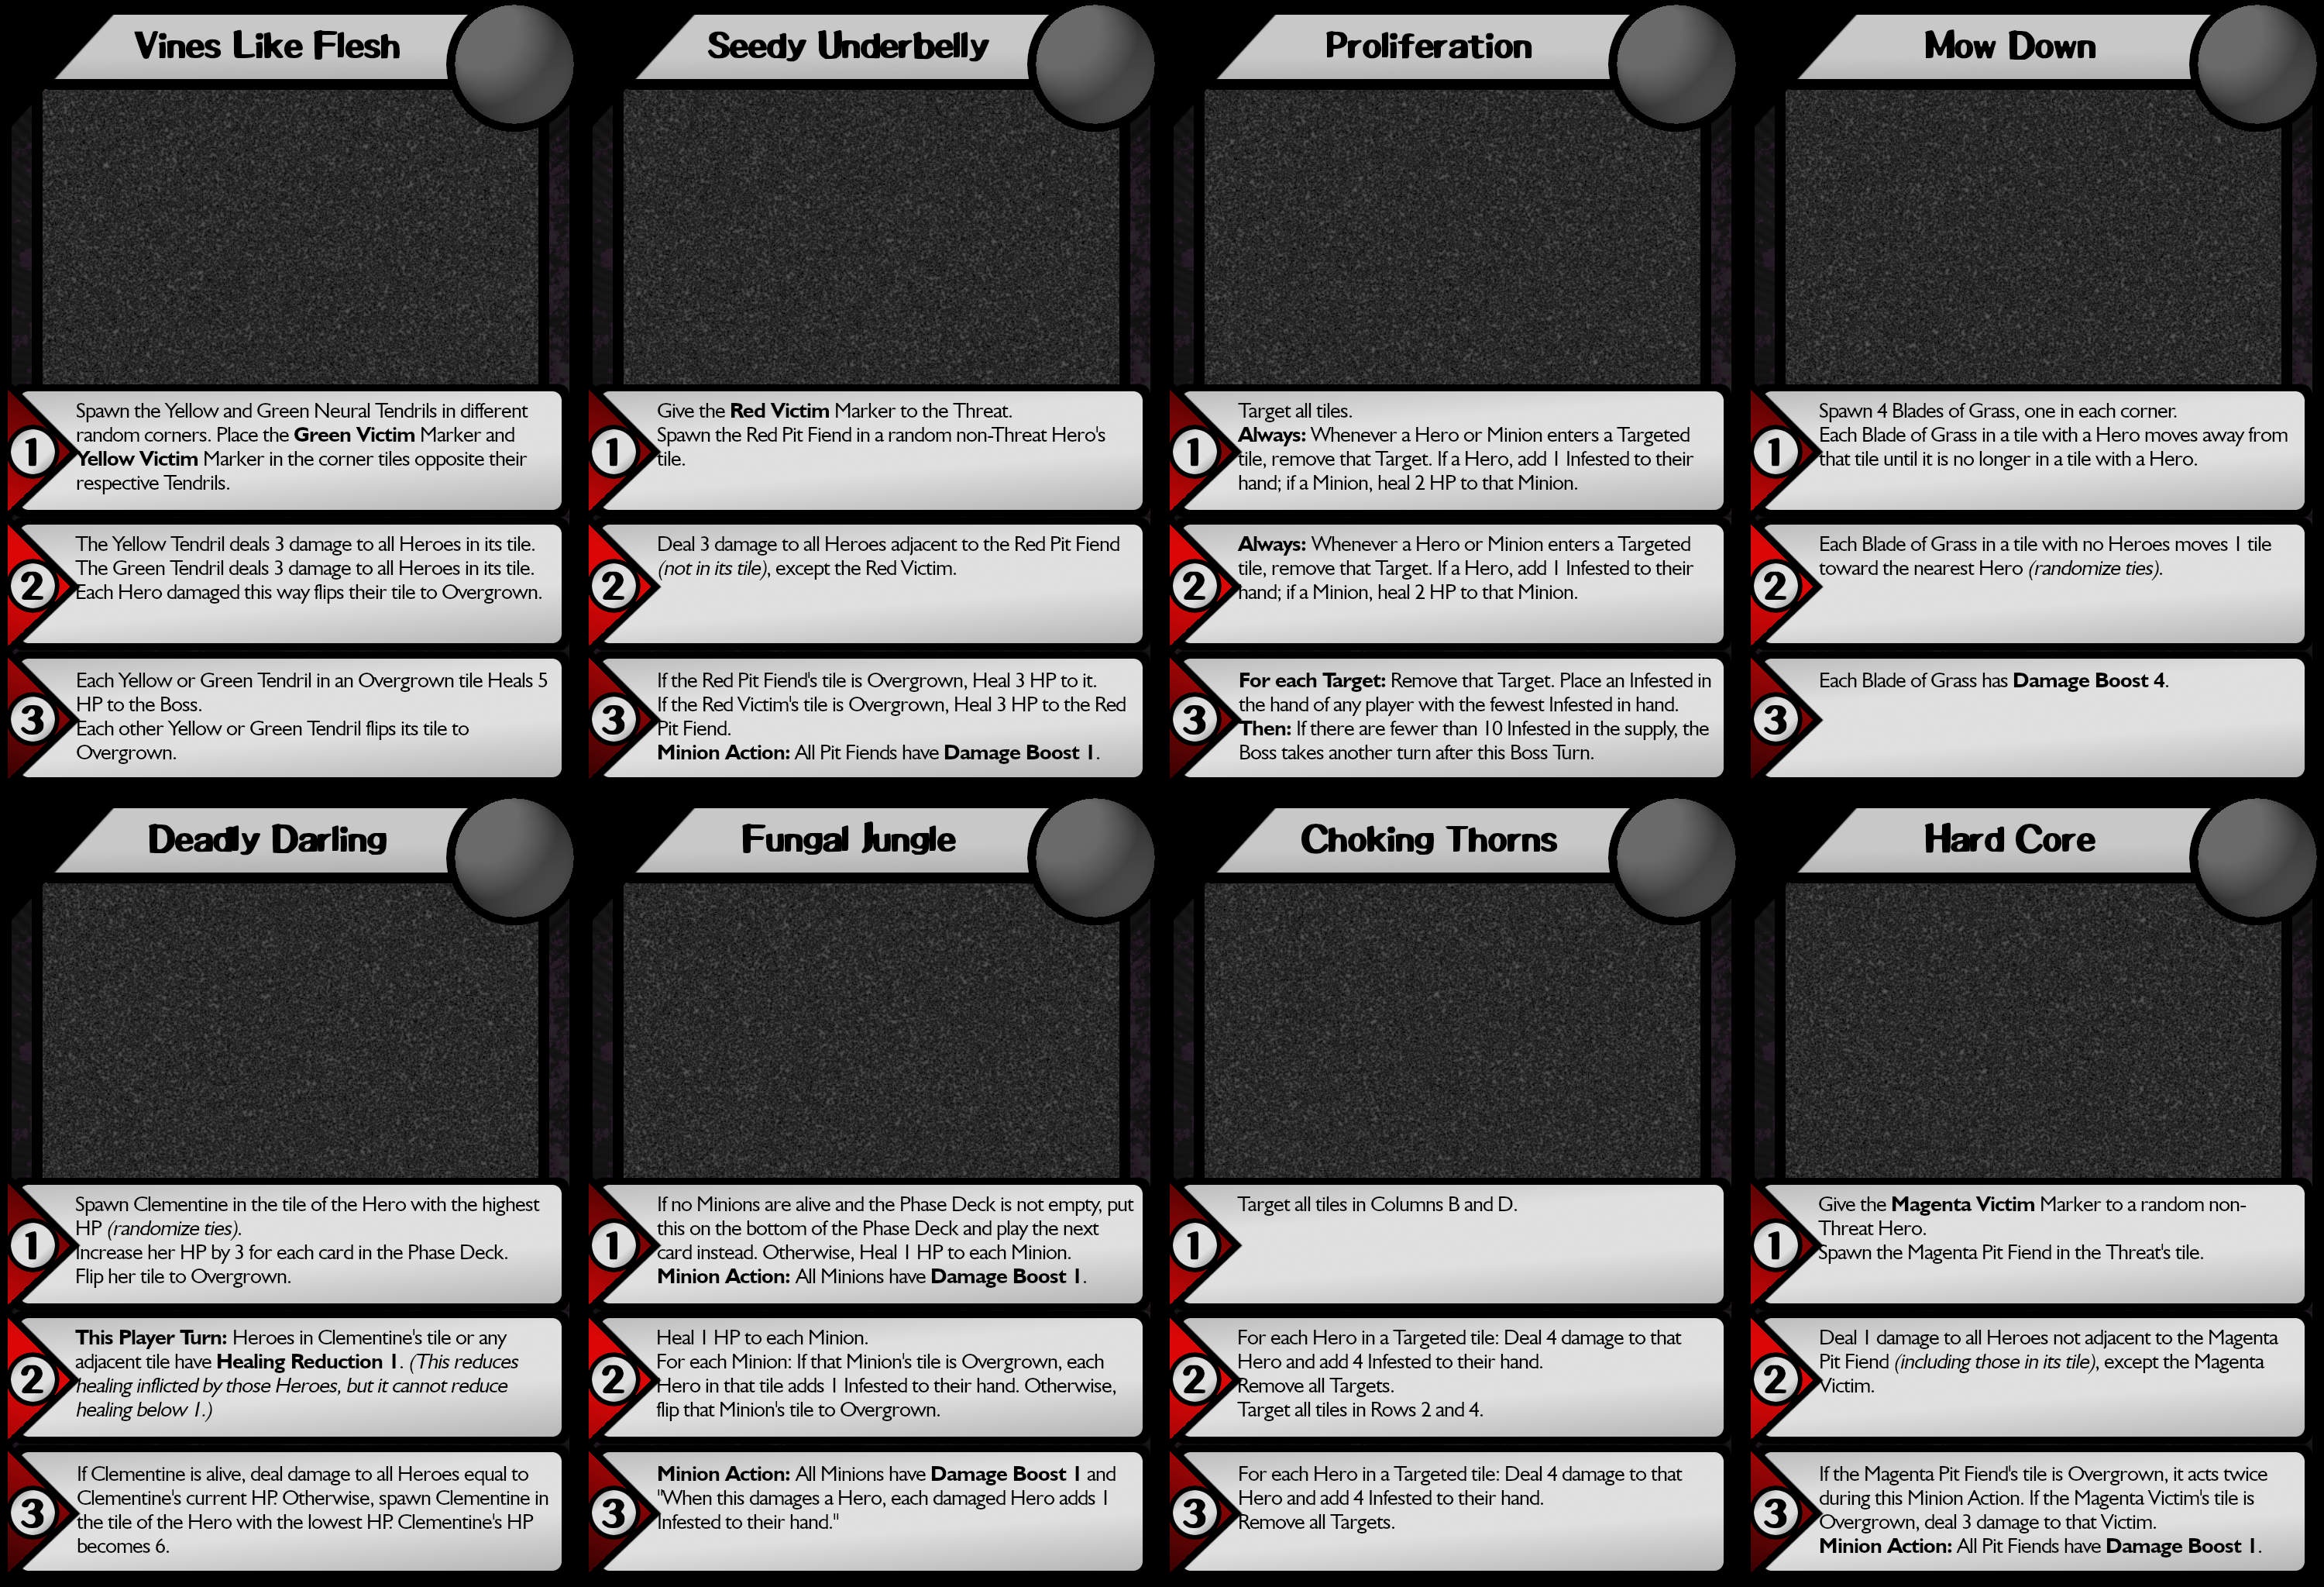 Vines Like Flesh
1
Spawn the Yellow and Green Neural Tendrils in different
random corners. Place the Green Victim Marker and
Yellow Victim Marker in the corner tiles opposite their
respective Tendrils.
2
The Yellow Tendril deals 3 damage to all Heroes in its tile.
The Green Tendril deals 3 damage to all Heroes in its tile.
Each Hero damaged this way flips their tile to Overgrown.
3
Each Yellow or Green Tendril in an Overgrown tile Heals 5
HP to the Boss.
Each other Yellow or Green Tendril flips its tile to
Overgrown.
Seedy Underbelly
1
Give the Red Victim Marker to the Threat.
Spawn the Red Pit Fiend in a random non-Threat Hero's
tile.
2
Deal 3 damage to all Heroes adjacent to the Red Pit Fiend
(not in its tile), except the Red Victim.
3
If the Red Pit Fiend's tile is Overgrown, Heal 3 HP to it.
If the Red Victim's tile is Overgrown, Heal 3 HP to the Red
Pit Fiend.
Minion Action: All Pit Fiends have Damage Boost 1.
Proliferation
1
Target all tiles.
Always: Whenever a Hero or Minion enters a Targeted
tile, remove that Target. If a Hero, add 1 Infested to their
hand; if a Minion, heal 2 HP to that Minion.
2
Always: Whenever a Hero or Minion enters a Targeted
tile, remove that Target. If a Hero, add 1 Infested to their
hand; if a Minion, heal 2 HP to that Minion.
3
For each Target: Remove that Target. Place an Infested in
the hand of any player with the fewest Infested in hand.
Then: If there are fewer than 10 Infested in the supply, the
Boss takes another turn after this Boss Turn.
Mow Down
1
Spawn 4 Blades of Grass, one in each corner.
Each Blade of Grass in a tile with a Hero moves away from
that tile until it is no longer in a tile with a Hero.
2
Each Blade of Grass in a tile with no Heroes moves 1 tile
toward the nearest Hero (randomize ties).
3
Each Blade of Grass has Damage Boost 4.
Deadly Darling
1
Spawn Clementine in the tile of the Hero with the highest
HP (randomize ties).
Increase her HP by 3 for each card in the Phase Deck.
Flip her tile to Overgrown.
2
This Player Turn: Heroes in Clementine's tile or any
adjacent tile have Healing Reduction 1. (This reduces
healing inflicted by those Heroes, but it cannot reduce
healing below 1.)
3
If Clementine is alive, deal damage to all Heroes equal to
Clementine's current HP. Otherwise, spawn Clementine in
the tile of the Hero with the lowest HP. Clementine's HP
becomes 6.
Fungal Jungle
1
If no Minions are alive and the Phase Deck is not empty, put
this on the bottom of the Phase Deck and play the next
card instead. Otherwise, Heal 1 HP to each Minion.
Minion Action: All Minions have Damage Boost 1.
2
Heal 1 HP to each Minion.
For each Minion: If that Minion's tile is Overgrown, each
Hero in that tile adds 1 Infested to their hand. Otherwise,
flip that Minion's tile to Overgrown.
3
Minion Action: All Minions have Damage Boost 1 and
"When this damages a Hero, each damaged Hero adds 1
Infested to their hand."
Choking Thorns
1
Target all tiles in Columns B and D.
2
For each Hero in a Targeted tile: Deal 4 damage to that
Hero and add 4 Infested to their hand.
Remove all Targets.
Target all tiles in Rows 2 and 4.
3
For each Hero in a Targeted tile: Deal 4 damage to that
Hero and add 4 Infested to their hand.
Remove all Targets.
Hard Core
1
Give the Magenta Victim Marker to a random non-
Threat Hero.
Spawn the Magenta Pit Fiend in the Threat's tile.
2
Deal 1 damage to all Heroes not adjacent to the Magenta
Pit Fiend (including those in its tile), except the Magenta
Victim.
3
If the Magenta Pit Fiend's tile is Overgrown, it acts twice
during this Minion Action. If the Magenta Victim's tile is
Overgrown, deal 3 damage to that Victim.
Minion Action: All Pit Fiends have Damage Boost 1.